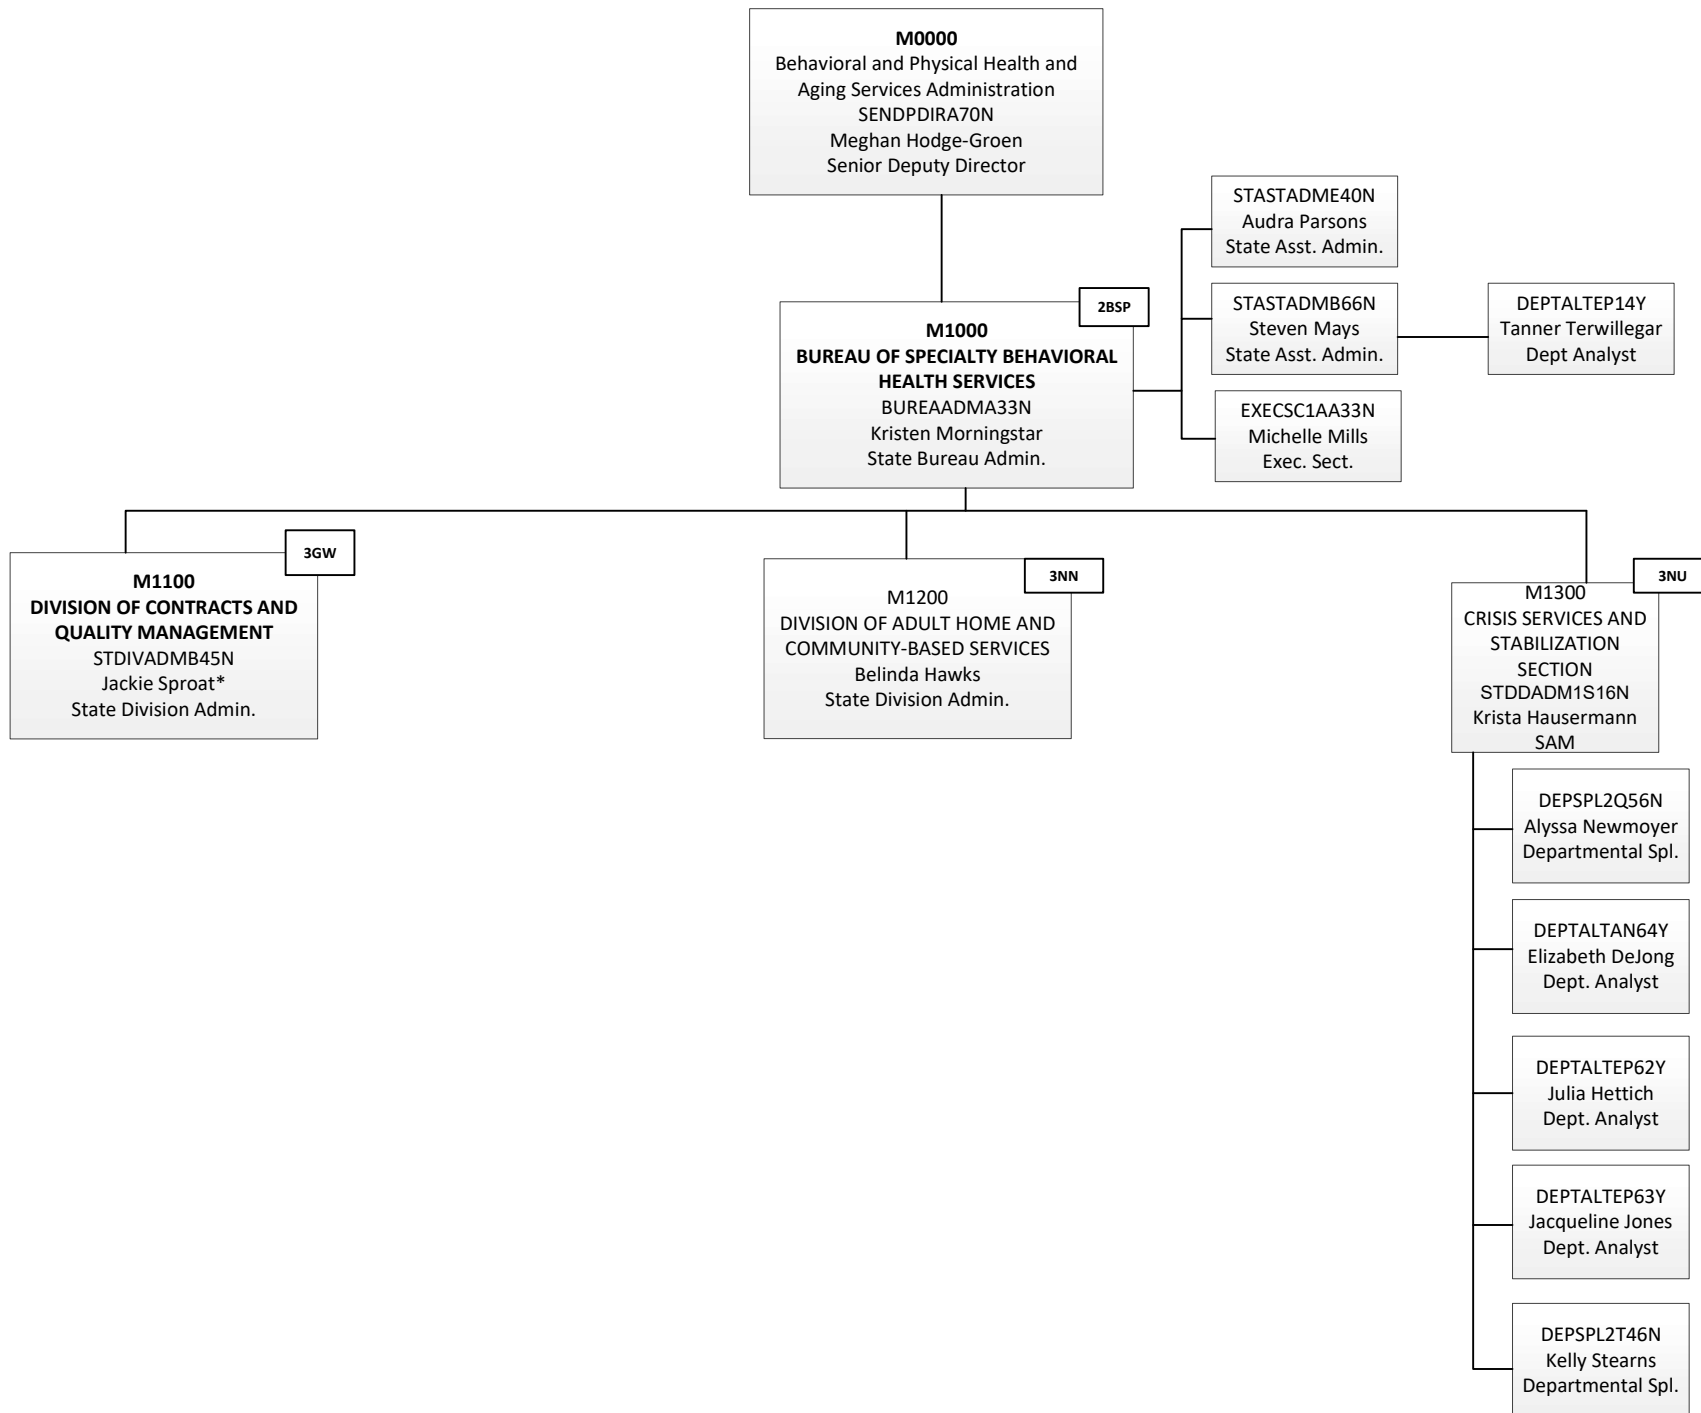 M0000
Behavioral and Physical Health and
Aging Services Administration
SENDPDIRA70N
Meghan Hodge-Groen
Senior Deputy Director
STASTADME40N
Audra Parsons
State Asst. Admin.
2BSP
M1000
BUREAU OF SPECIALTY BEHAVIORAL
HEALTH SERVICES
BUREAADMA33N
Kristen Morningstar
State Bureau Admin.
STASTADMB66N
Steven Mays
State Asst. Admin.
DEPTALTEP14Y
Tanner Terwillegar
Dept Analyst
EXECSC1AA33N
Michelle Mills
Exec. Sect.
3GW
M1100
DIVISION OF CONTRACTS AND
QUALITY MANAGEMENT
STDIVADMB45N
Jackie Sproat*
State Division Admin.
3NN
M1200
DIVISION OF ADULT HOME AND
COMMUNITY-BASED SERVICES
Belinda Hawks
State Division Admin.
3NU
M1300
CRISIS SERVICES AND
STABILIZATION
SECTION
STDDADM1S16N
Krista Hausermann
SAM
DEPSPL2Q56N
Alyssa Newmoyer
Departmental Spl.
DEPTALTAN64Y
Elizabeth DeJong
Dept. Analyst
DEPTALTEP62Y
Julia Hettich
Dept. Analyst
DEPTALTEP63Y
Jacqueline Jones
Dept. Analyst
DEPSPL2T46N
Kelly Stearns
Departmental Spl.